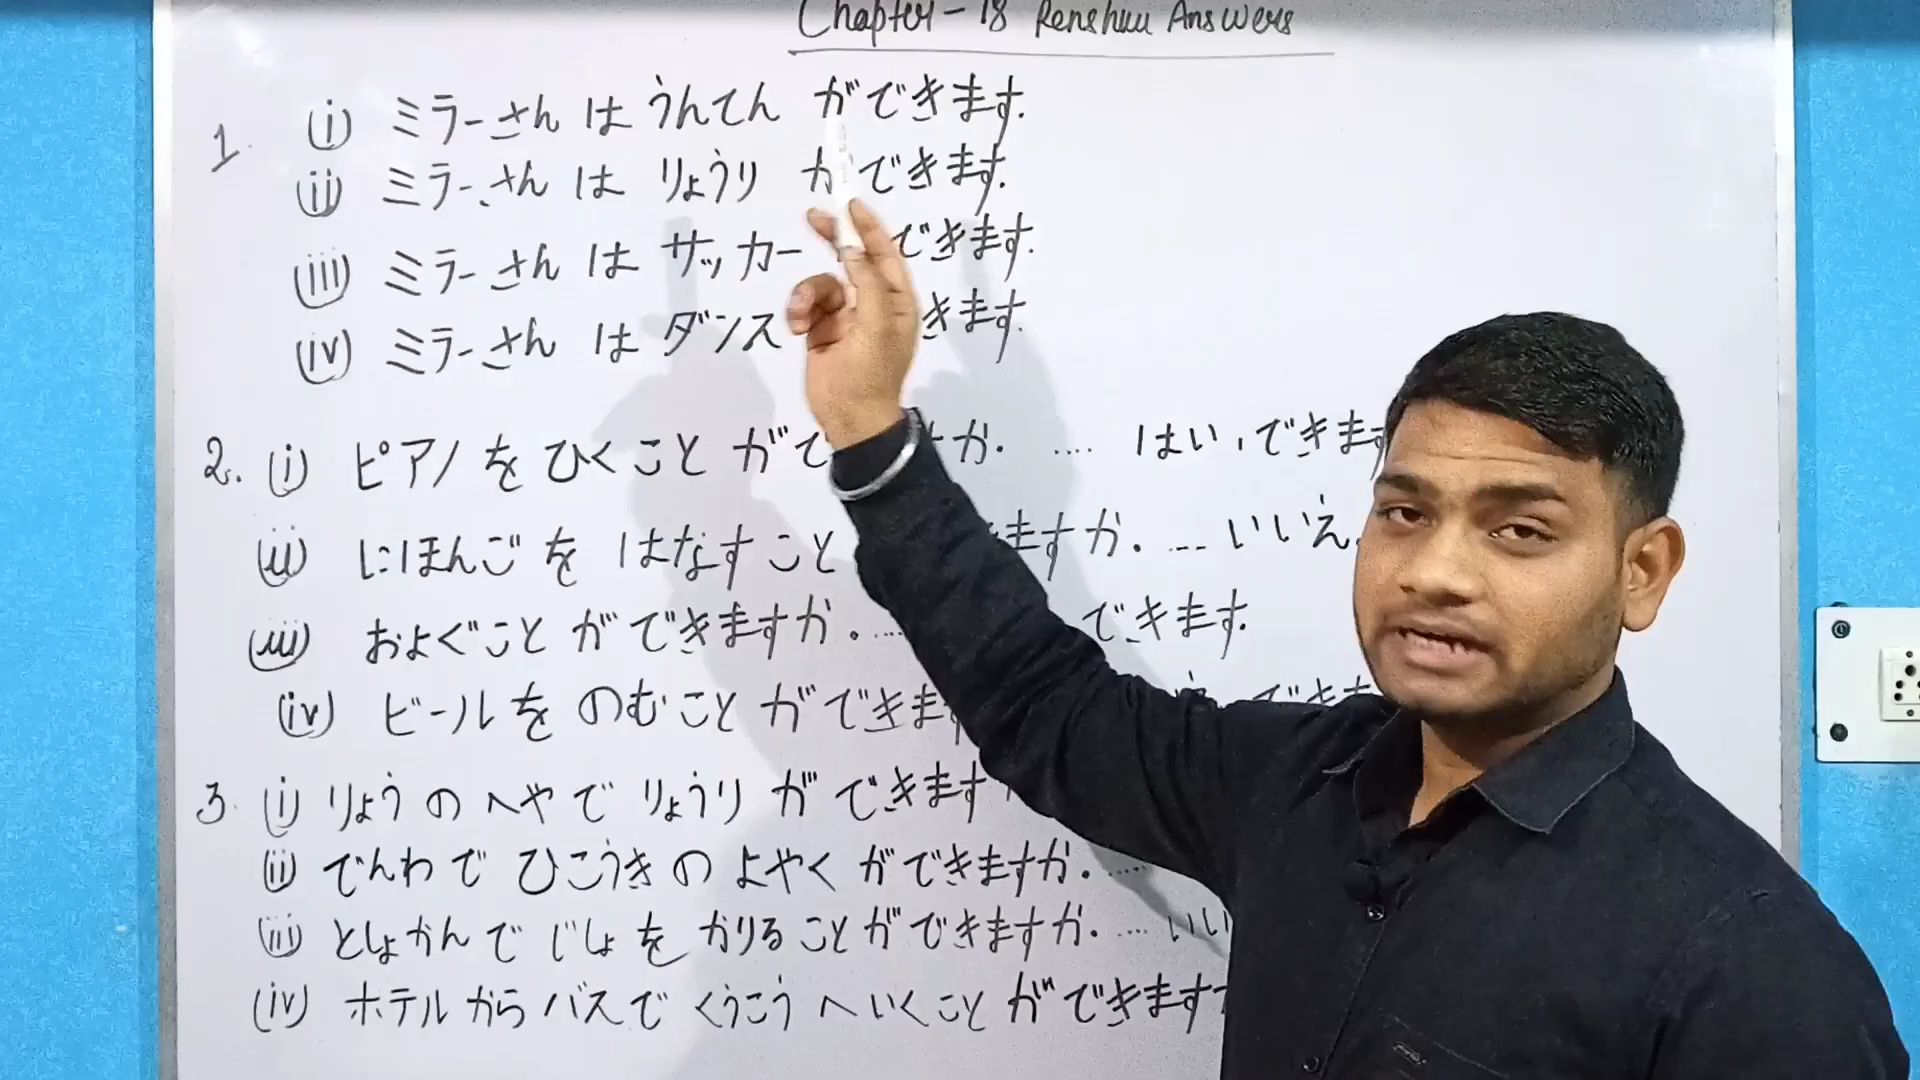 Chapter - 18 Renshuu Answers
1. (i) ミラーさん は うんてん ができます.
(ii) ミラーさん は りょうり ができます.
(iii) ミラーさん は サッカー できます.
(iv) ミラーさん は ダンス きます.
2. (i) ピアノ を ひく こと がで か. .... はい,できます
(ii) にほんご を はなす こと きますか. ... いいえ.
(iii) およぐこと ができますか. .... できます.
(iv) ビール を のむこと ができま できま
3. (i) りょう の へや で りょうり が できます
(ii) でんわ で ひこうき の よやく ができますか. ....
(iii) としょかん で じしょ を かりる ことができますか. .... いい
(iv) ホテル から バス で くうこう へ いくこと ができます